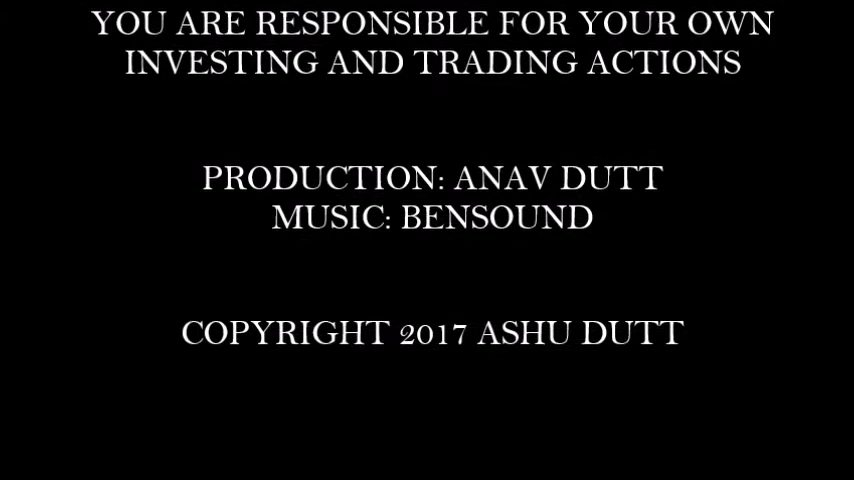 YOU ARE RESPONSIBLE FOR YOUR OWN
INVESTING AND TRADING ACTIONS
PRODUCTION: ANAV DUTT
MUSIC: BENSOUND
COPYRIGHT 2017 ASHU DUTT